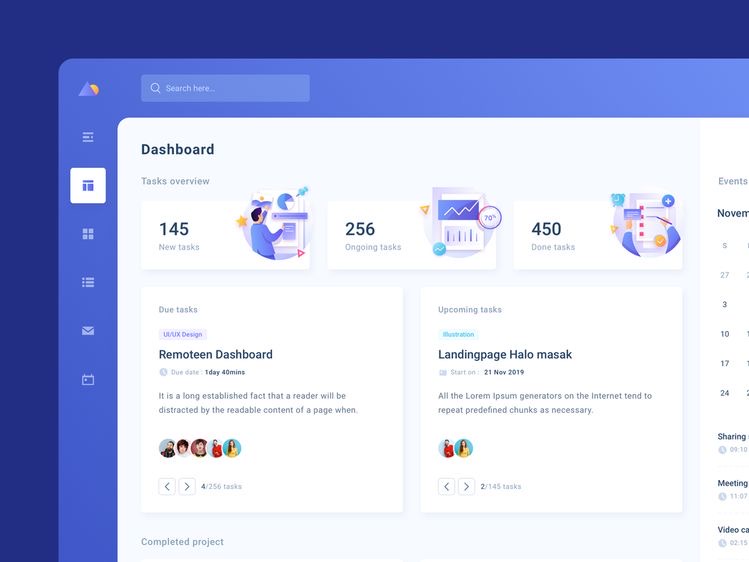 Search here...
Dashboard
Tasks overview
145
New tasks
256
Ongoing tasks
70%
450
Done tasks
Due tasks
UI/UX Design
Remoteen Dashboard
Due date : 1day 40mins
It is a long established fact that a reader will be
distracted by the readable content of a page when.
4/256 tasks
Upcoming tasks
Illustration
Landingpage Halo masak
Start on : 21 Nov 2019
All the Lorem Ipsum generators on the Internet tend to
repeat predefined chunks as necessary.
2/145 tasks
Completed project
Events
Novem
S
27
3
10
17
24
Sharing
09:10
Meeting
11:07
Video ca
02:15